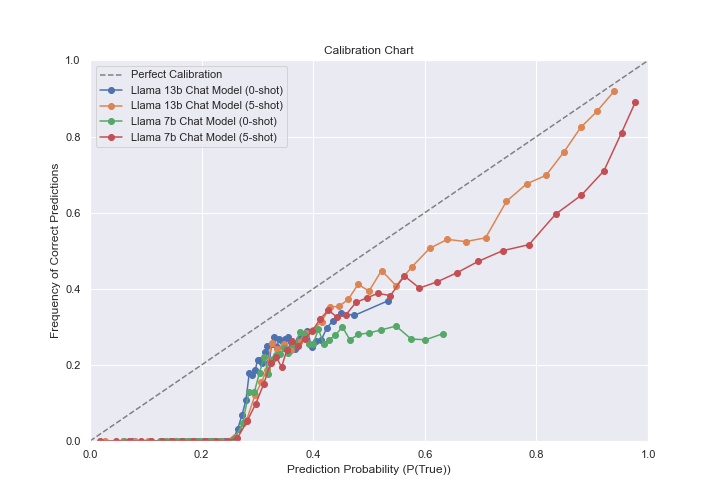 Calibration Chart
1.0
0.8
0.6
0.4
0.2
0.0
Frequency of Correct Predictions
Perfect Calibration
Llama 13b Chat Model (0-shot)
Llama 13b Chat Model (5-shot)
Llama 7b Chat Model (0-shot)
Llama 7b Chat Model (5-shot)
0.0 0.2 0.4 0.6 0.8 1.0
Prediction Probability (P(True))